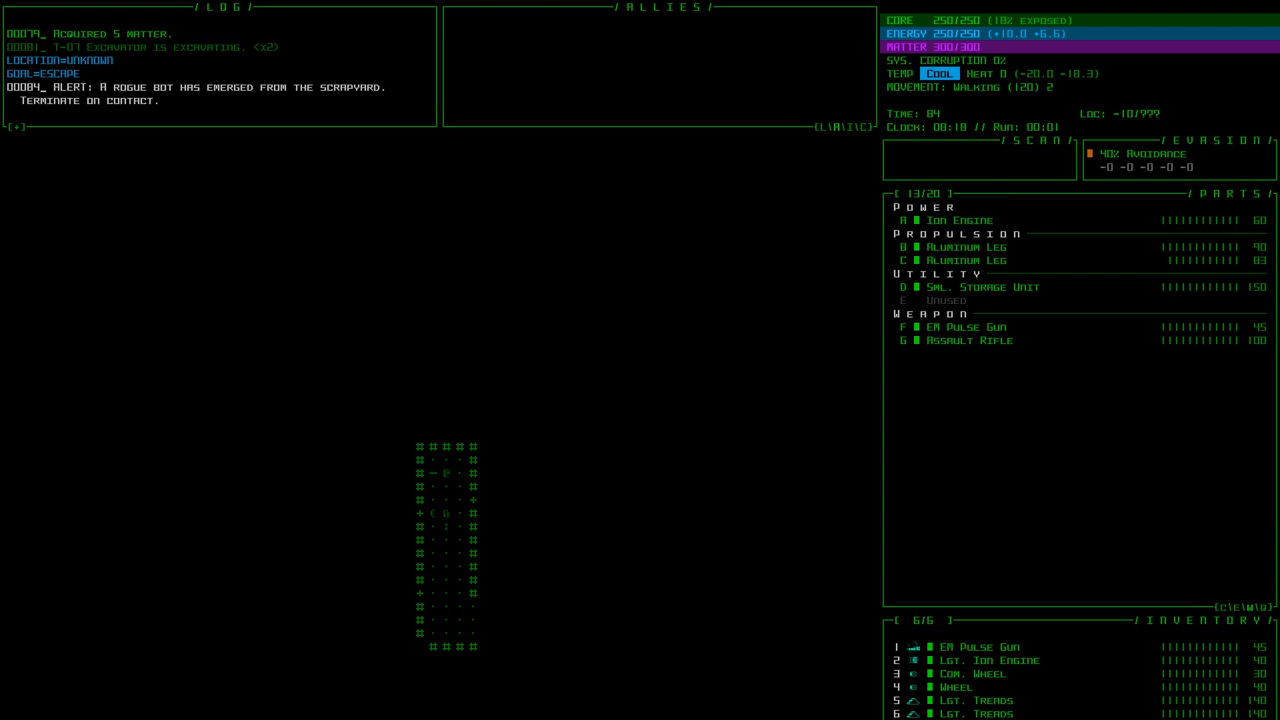 / L O G /
00079_ Acquired 5 matter.
00081_ T-07 Excavator is excavating. <x2>
LOCATION=UNKNOWN
GOAL=ESCAPE
00084_ ALERT: A rogue bot has emerged from the scrapyard.
Terminate on contact.
[+]
/ A L L I E S /
{L\A\I\C}
CORE 250/250 (18% exposed)
ENERGY 250/250 (+10.0 +6.6)
MATTER 300/300
SYS. CORRUPTION 0%
TEMP Cool Heat 0 (-20.0 -18.3)
MOVEMENT: Walking (120) 2
Time: 84 Loc: -10/???
Clock: 08:18 // Run: 00:01
/ S C A N /
/ E V A S I O N /
40% Avoidance
-0 -0 -0 -0 -0
[ 13/20 ] / P A R T S /
P o w e r
A Ion Engine 60
P r o p u l s i o n
B Aluminum Leg 90
C Aluminum Leg 83
U t i l i t y
D Sml. Storage Unit 150
E Unused
W e a p o n
F EM Pulse Gun 45
G Assault Rifle 100
{C\E\W\Q}
[ 6/6 ] / I N V E N T O R Y /
1 EM Pulse Gun 45
2 Lgt. Ion Engine 40
3 Com. Wheel 30
4 Wheel 40
5 Lgt. Treads 140
6 Lgt. Treads 140